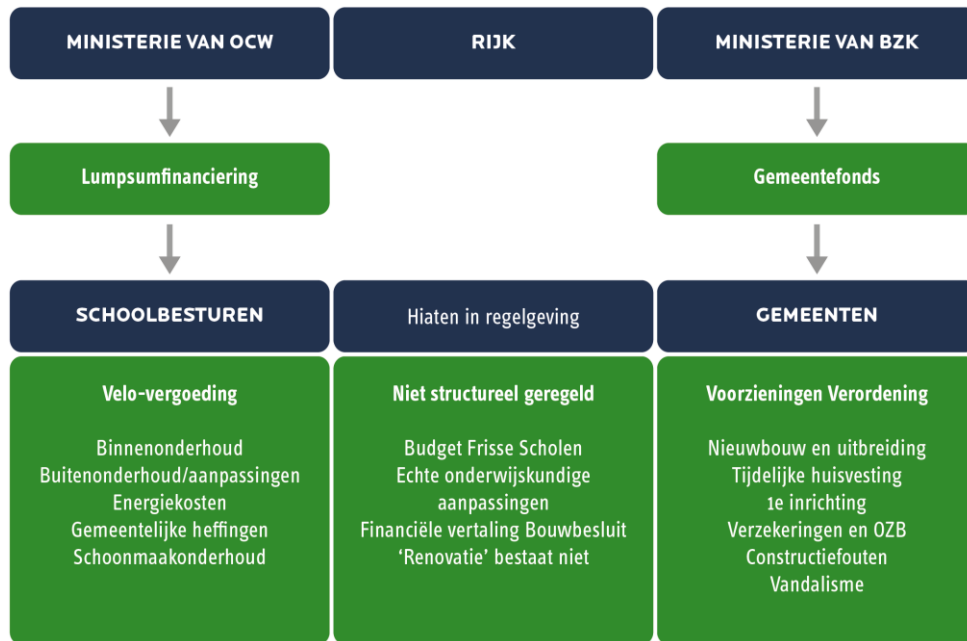 MINISTERIE VAN OCW
RIJK
MINISTERIE VAN BZK
Lumpsumfinanciering
Gemeentefonds
SCHOOLBESTUREN
Hiaten in regelgeving
GEMEENTEN
Velo-vergoeding
Binnenonderhoud
Buitenonderhoud/aanpassingen
Energiekosten
Gemeentelijke heffingen
Schoonmaakonderhoud
Niet structureel geregeld
Budget Frisse Scholen
Echte onderwijskundige
aanpassingen
Financiële vertaling Bouwbesluit
‘Renovatie’ bestaat niet
Voorzieningen Verordening
Nieuwbouw en uitbreiding
Tijdelijke huisvesting
1e inrichting
Verzekeringen en OZB
Constructiefouten
Vandalisme